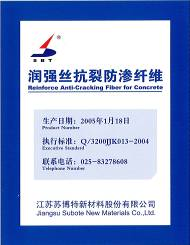 SBT
润强丝抗裂防渗纤维
Reinforce Anti-Cracking Fiber for Concrete
生产日期：2005年1月18日
Product Number
执行标准：Q/3200JJK013-2004
Executive Standard
联系电话：025-83278608
Telephone Number
江苏苏博特新材料股份有限公司
Jiangsu Subote New Materials Co., Ltd.